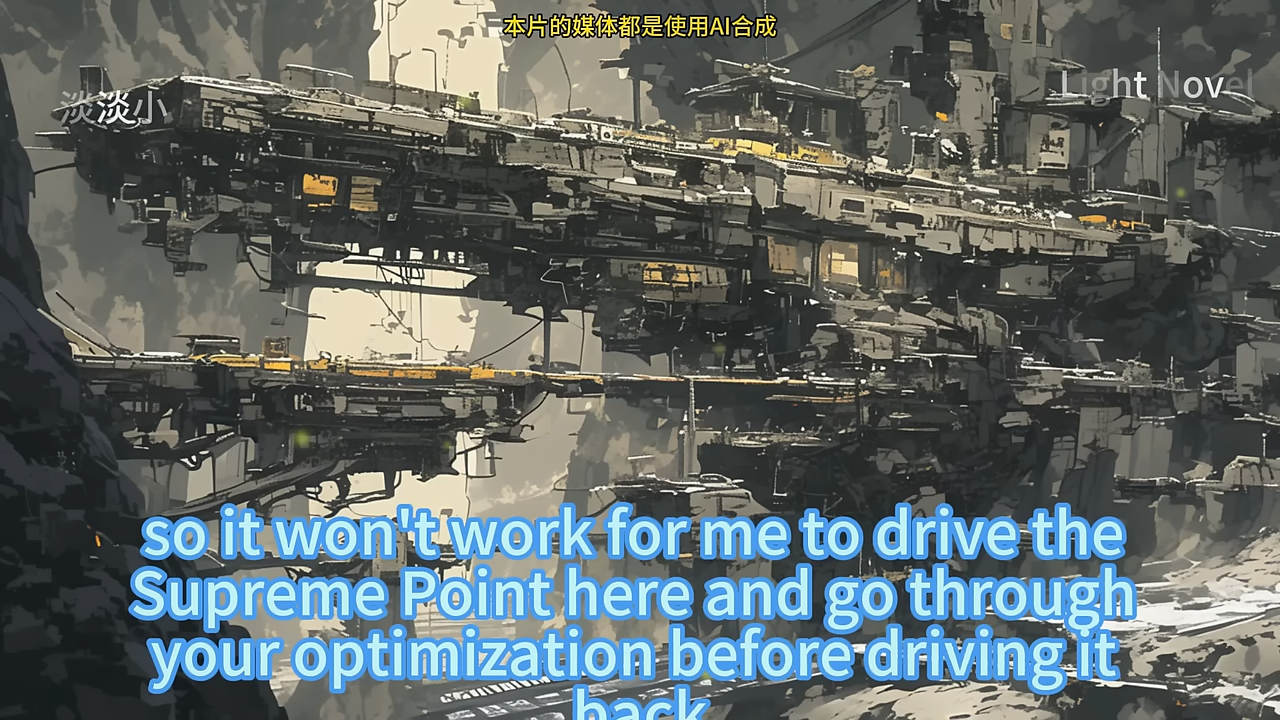 本片的媒体都是使用AI合成
淡淡小
Light Novel
so it won't work for me to drive the
Supreme Point here and go through
your optimization before driving it
back